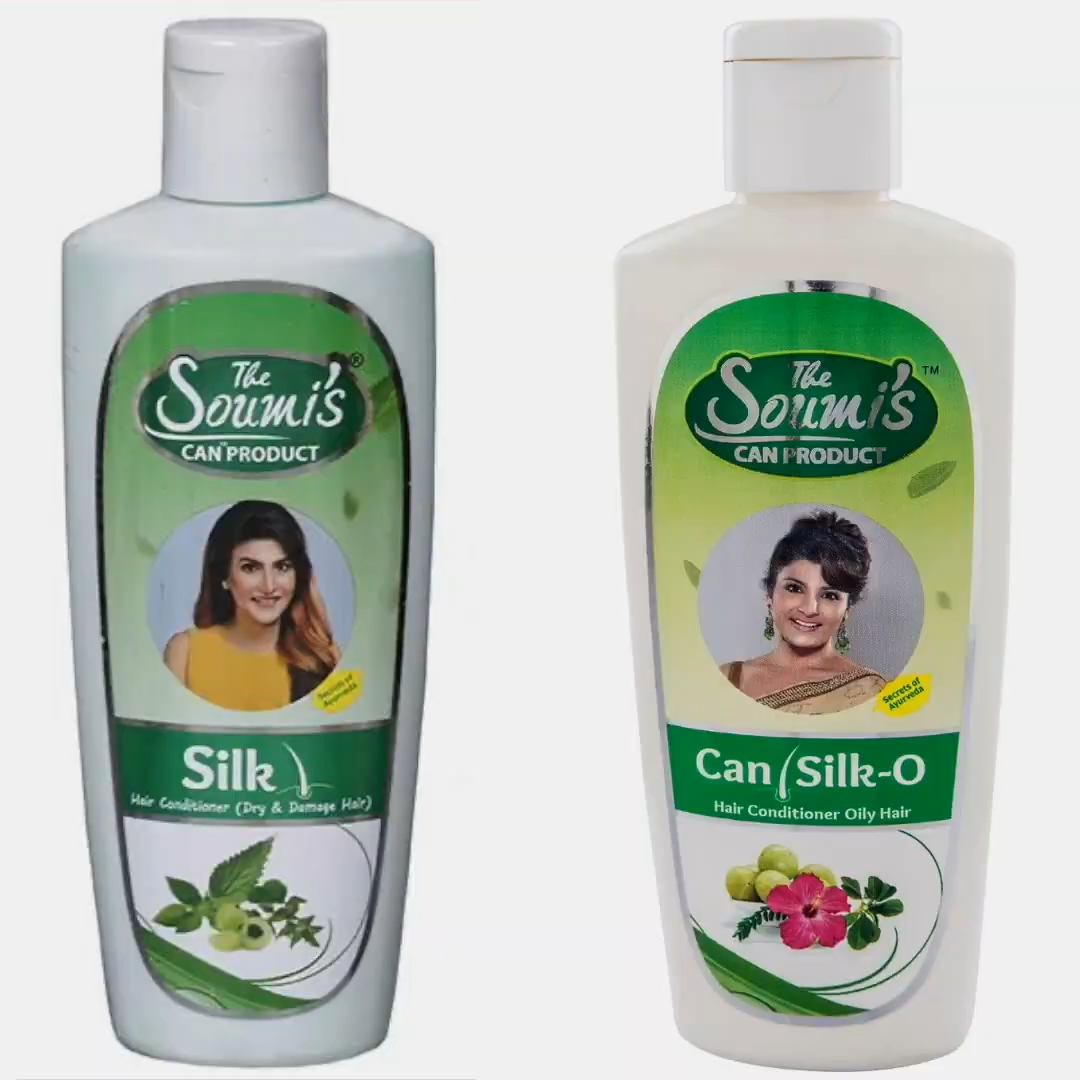 The
Soumi's®
CAN PRODUCT
Secrets of
Ayurveda
Silk
Hair Conditioner (Dry & Damage Hair)
The
Soumi's™
CAN PRODUCT
Secrets of
Ayurveda
Can Silk-O
Hair Conditioner Oily Hair